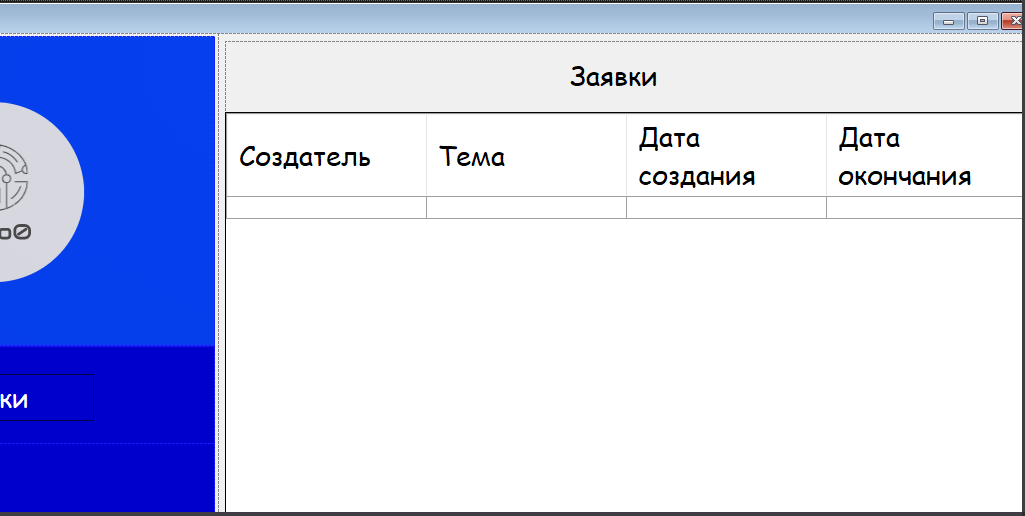 Заявки
Создатель
Тема
Дата
создания
Дата
окончания
ки